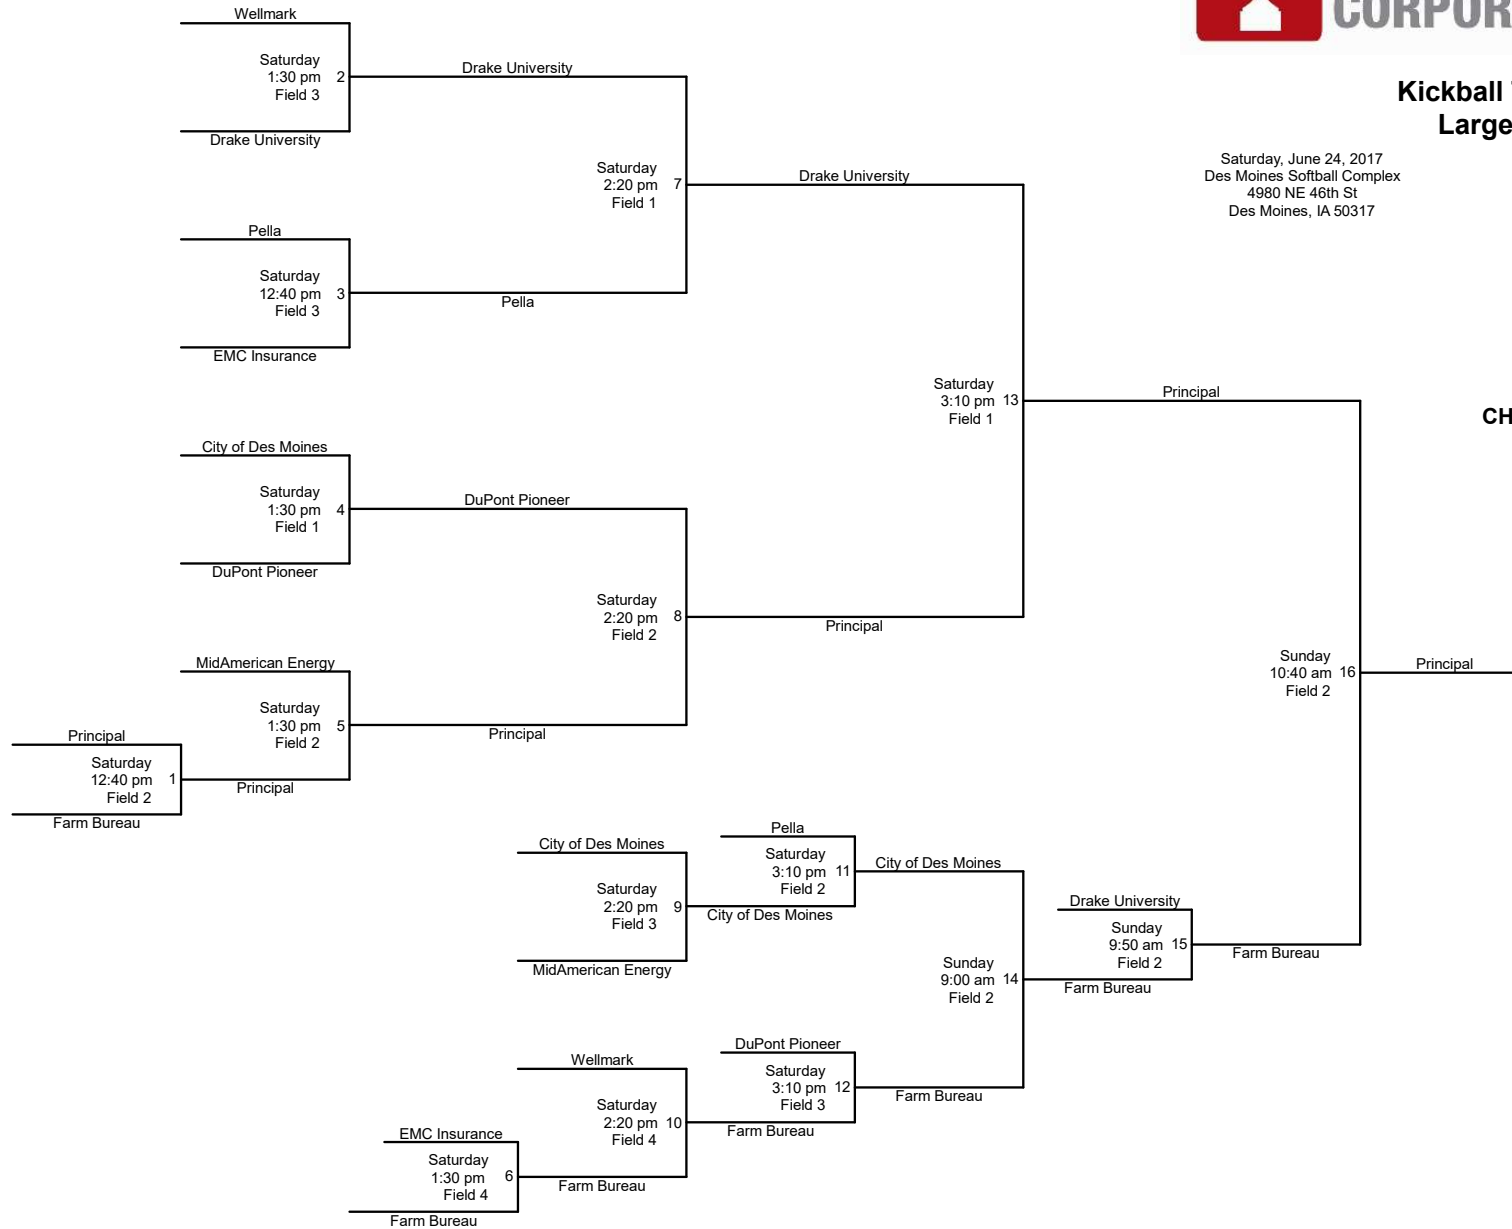 CORPOR
Kickball
Large
Saturday, June 24, 2017
Des Moines Softball Complex
4980 NE 46th St
Des Moines, IA 50317
CH
Wellmark
Saturday
1:30 pm 2
Field 3
Drake University
Drake University
Saturday
2:20 pm 7
Field 1
Drake University
Pella
Saturday
12:40 pm 3
Field 3
Pella
EMC Insurance
Saturday
3:10 pm 13
Field 1
Principal
City of Des Moines
Saturday
1:30 pm 4
Field 1
DuPont Pioneer
DuPont Pioneer
Saturday
2:20 pm 8
Field 2
Principal
MidAmerican Energy
Saturday
1:30 pm 5
Field 2
Principal
Principal
Saturday
12:40 pm 1
Field 2
Principal
Farm Bureau
Sunday
10:40 am 16
Field 2
Principal
City of Des Moines
Saturday
2:20 pm 9
Field 3
MidAmerican Energy
Pella
Saturday
3:10 pm 11
Field 2
City of Des Moines
City of Des Moines
Drake University
Sunday
9:50 am 15
Field 2
Farm Bureau
Sunday
9:00 am 14
Field 2
Farm Bureau
Wellmark
Saturday
2:20 pm 10
Field 4
DuPont Pioneer
Saturday
3:10 pm 12
Field 3
Farm Bureau
Farm Bureau
EMC Insurance
Saturday
1:30 pm 6
Field 4
Farm Bureau
Farm Bureau